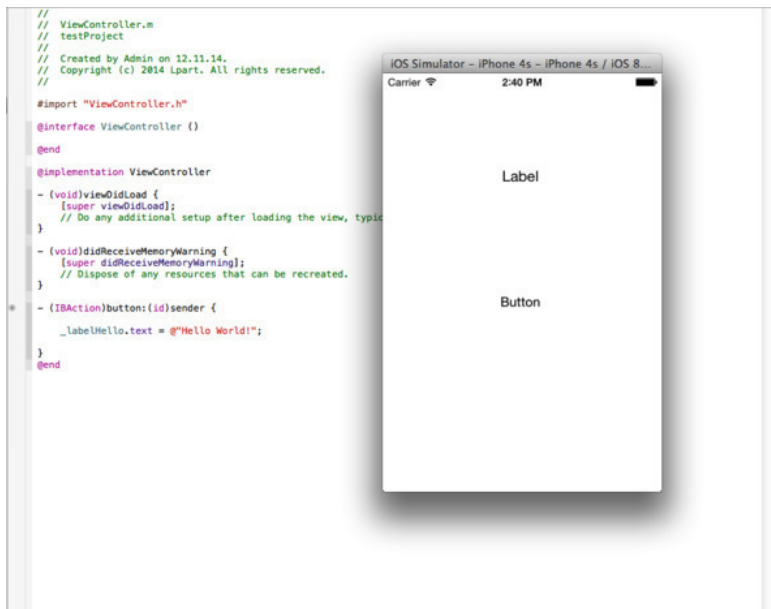 //
//  ViewController.m
//  testProject
//
//  Created by Admin on 12.11.14.
//  Copyright (c) 2014 Lpart. All rights reserved.
//
#import "ViewController.h"
@interface ViewController ()
@end
@implementation ViewController
- (void)viewDidLoad {
[super viewDidLoad];
// Do any additional setup after loading the view, typic
}
- (void)didReceiveMemoryWarning {
[super didReceiveMemoryWarning];
// Dispose of any resources that can be recreated.
}
- (IBAction)button:(id)sender {
_labelHello.text = @"Hello World!";
}
@end
iOS Simulator - iPhone 4s - iPhone 4s / iOS 8...
Carrier 2:40 PM
Label
Button